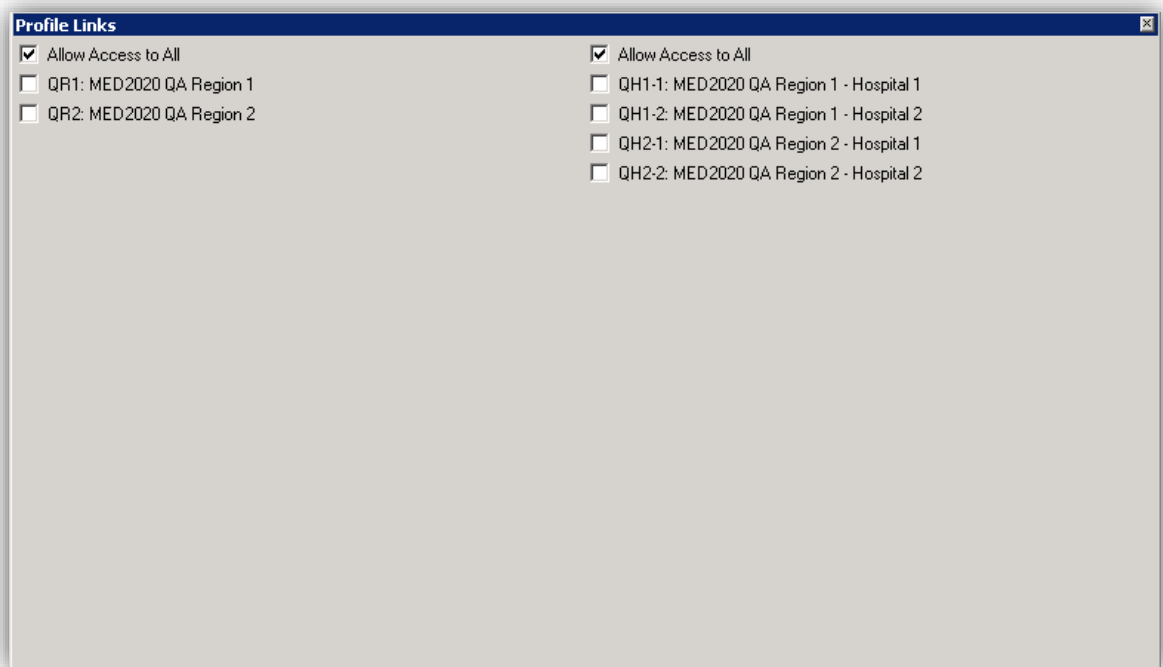 Profile Links
Allow Access to All
QR1: MED2020 QA Region 1
QR2: MED2020 QA Region 2
Allow Access to All
QH1-1: MED2020 QA Region 1 - Hospital 1
QH1-2: MED2020 QA Region 1 - Hospital 2
QH2-1: MED2020 QA Region 2 - Hospital 1
QH2-2: MED2020 QA Region 2 - Hospital 2